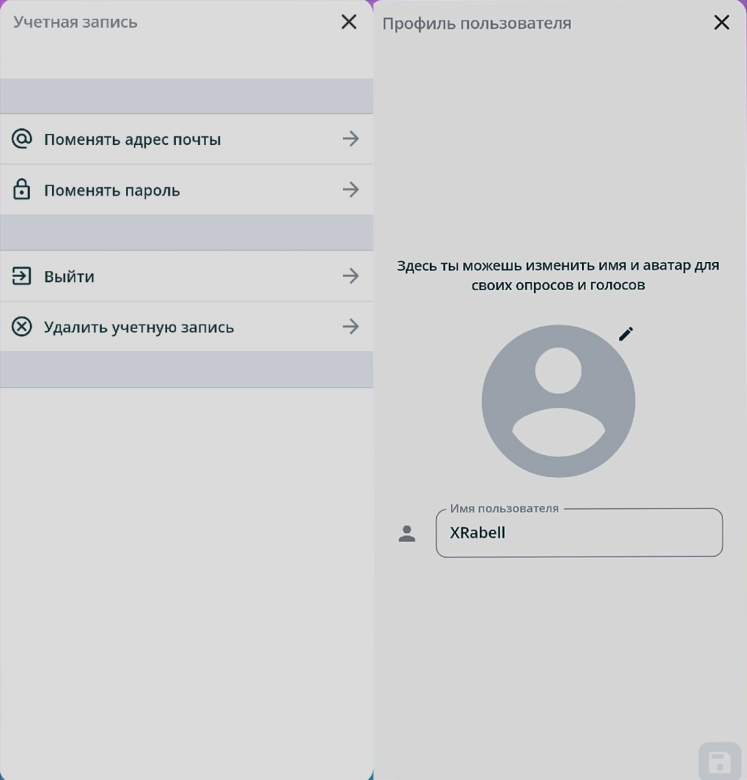 Учетная запись
Поменять адрес почты
Поменять пароль
Выйти
Удалить учетную запись
Профиль пользователя
Здесь ты можешь изменить имя и аватар для
своих опросов и голосов
Имя пользователя
XRabell